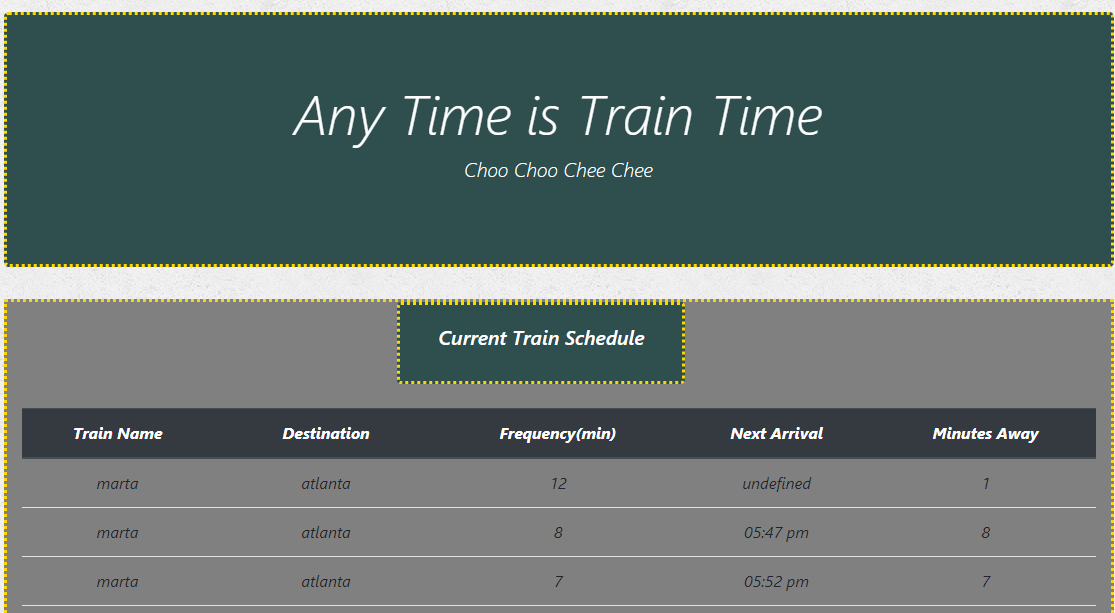 Any Time is Train Time
Choo Choo Chee Chee
Current Train Schedule
Train Name Destination Frequency(min) Next Arrival Minutes Away
marta atlanta 12 undefined 1
marta atlanta 8 05:47 pm 8
marta atlanta 7 05:52 pm 7